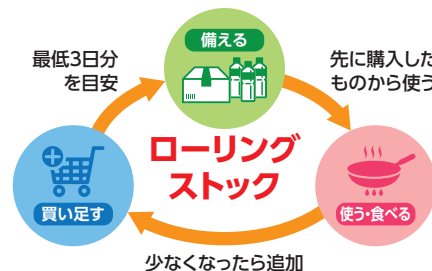 備える
最低3日分
を目安
先に購入した
ものから使う
ローリング
ストック
買い足す
使う・食べる
少なくなったら追加